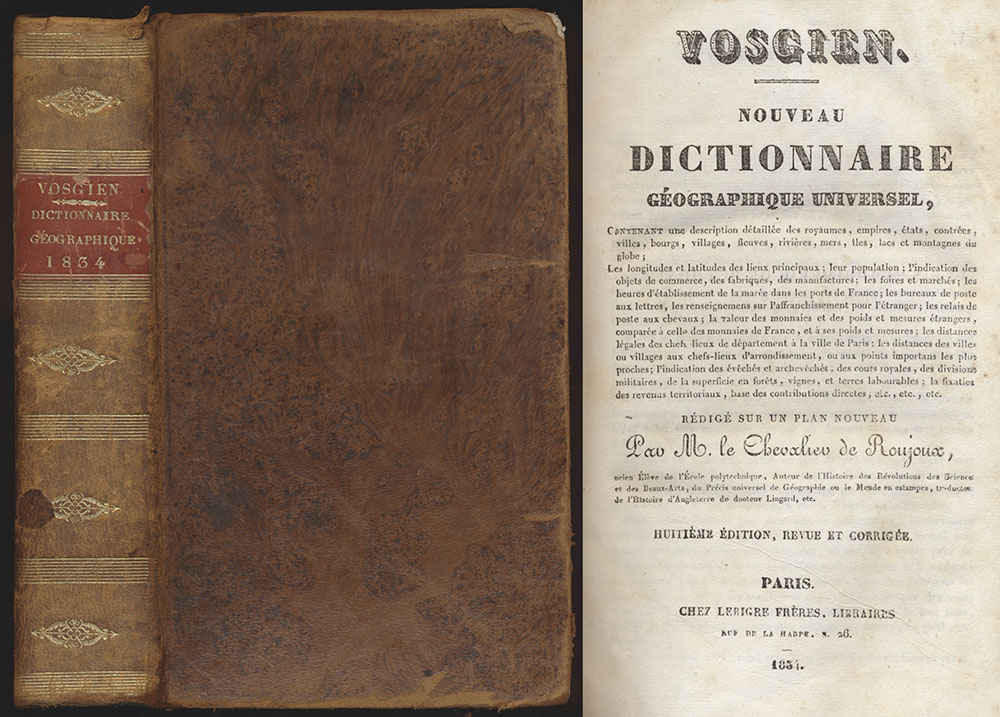 VOSGIEN
DICTIONNAIRE
GÉOGRAPHIQUE
1834
VOSGIEN.
NOUVEAU
DICTIONNAIRE
GÉOGRAPHIQUE UNIVERSEL,
CONTENANT une description détaillée des royaumes, empires, états, contrées,
villes, bourgs, villages, fleuves, rivières, mers, îles, lacs et montagnes du
globe;
Les longitudes et latitudes des lieux principaux; leur population; l'indication des
objets de commerce, des fabriques, des manufactures; les foires et marchés; les
heures d'établissement de la marée dans les ports de France; les bureaux de poste
aux lettres, les renseignemens sur l'affranchissement pour l'étranger; les relais de
poste aux chevaux; la valeur des monnaies et des poids et mesures étrangers,
comparée à celle des monnaies de France, et à ses poids et mesures; les distances
légales des chefs-lieux de département à la ville de Paris; les distances des villes
ou villages aux chefs-lieux d'arrondissement, ou aux points importans les plus
proches; l'indication des évêchés et archevêchés, des cours royales, des divisions
militaires, de la superficie en forêts, vignes, et terres labourables; la fixation
des revenus territoriaux, base des contributions directes, etc., etc., etc.
RÉDIGÉ SUR UN PLAN NOUVEAU
Par M. le Chevalier de Roujoux,
ncien Élève de l'École polytechnique, Auteur de l'Histoire des Révolutions des Science
et des Beaux-Arts, du Précis universel de Géographie ou le Monde en estampes, traducteu
de l'Histoire d'Angleterre du docteur Lingard, etc.
HUITIÈME ÉDITION, REVUE ET CORRIGÉE.
PARIS.
CHEZ LEBIGRE FRÈRES, LIBRAIRES
RUE DE LA HARPE, N. 26.
1834.